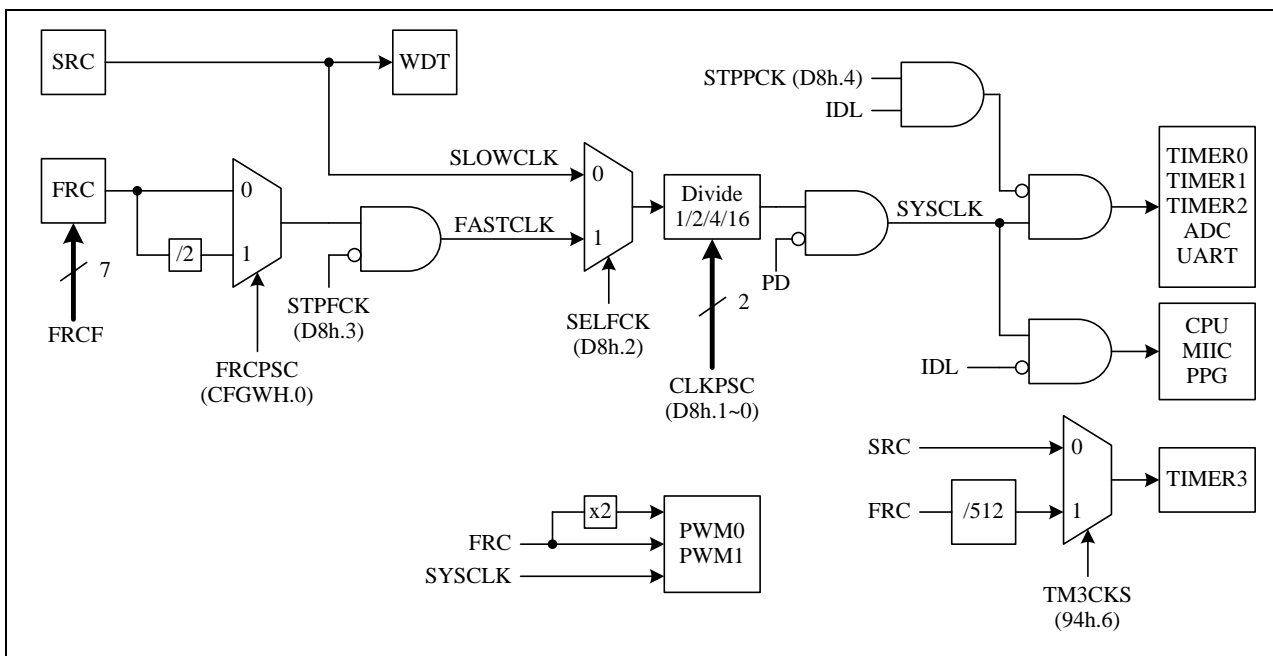 SRC
WDT
STPPCK (D8h.4)
IDL
FRC
0
/2
1
7
FRCF
FRCPSC
(CFGWH.0)
STPFCK
(D8h.3)
SLOWCLK
FASTCLK
0
1
SELFCK
(D8h.2)
Divide
1/2/4/16
2
CLKPSC
(D8h.1~0)
PD
SYSCLK
TIMER0
TIMER1
TIMER2
ADC
UART
IDL
CPU
MIIC
PPG
SRC
FRC
/512
0
1
TM3CKS
(94h.6)
TIMER3
FRC
x2
SYSCLK
PWM0
PWM1